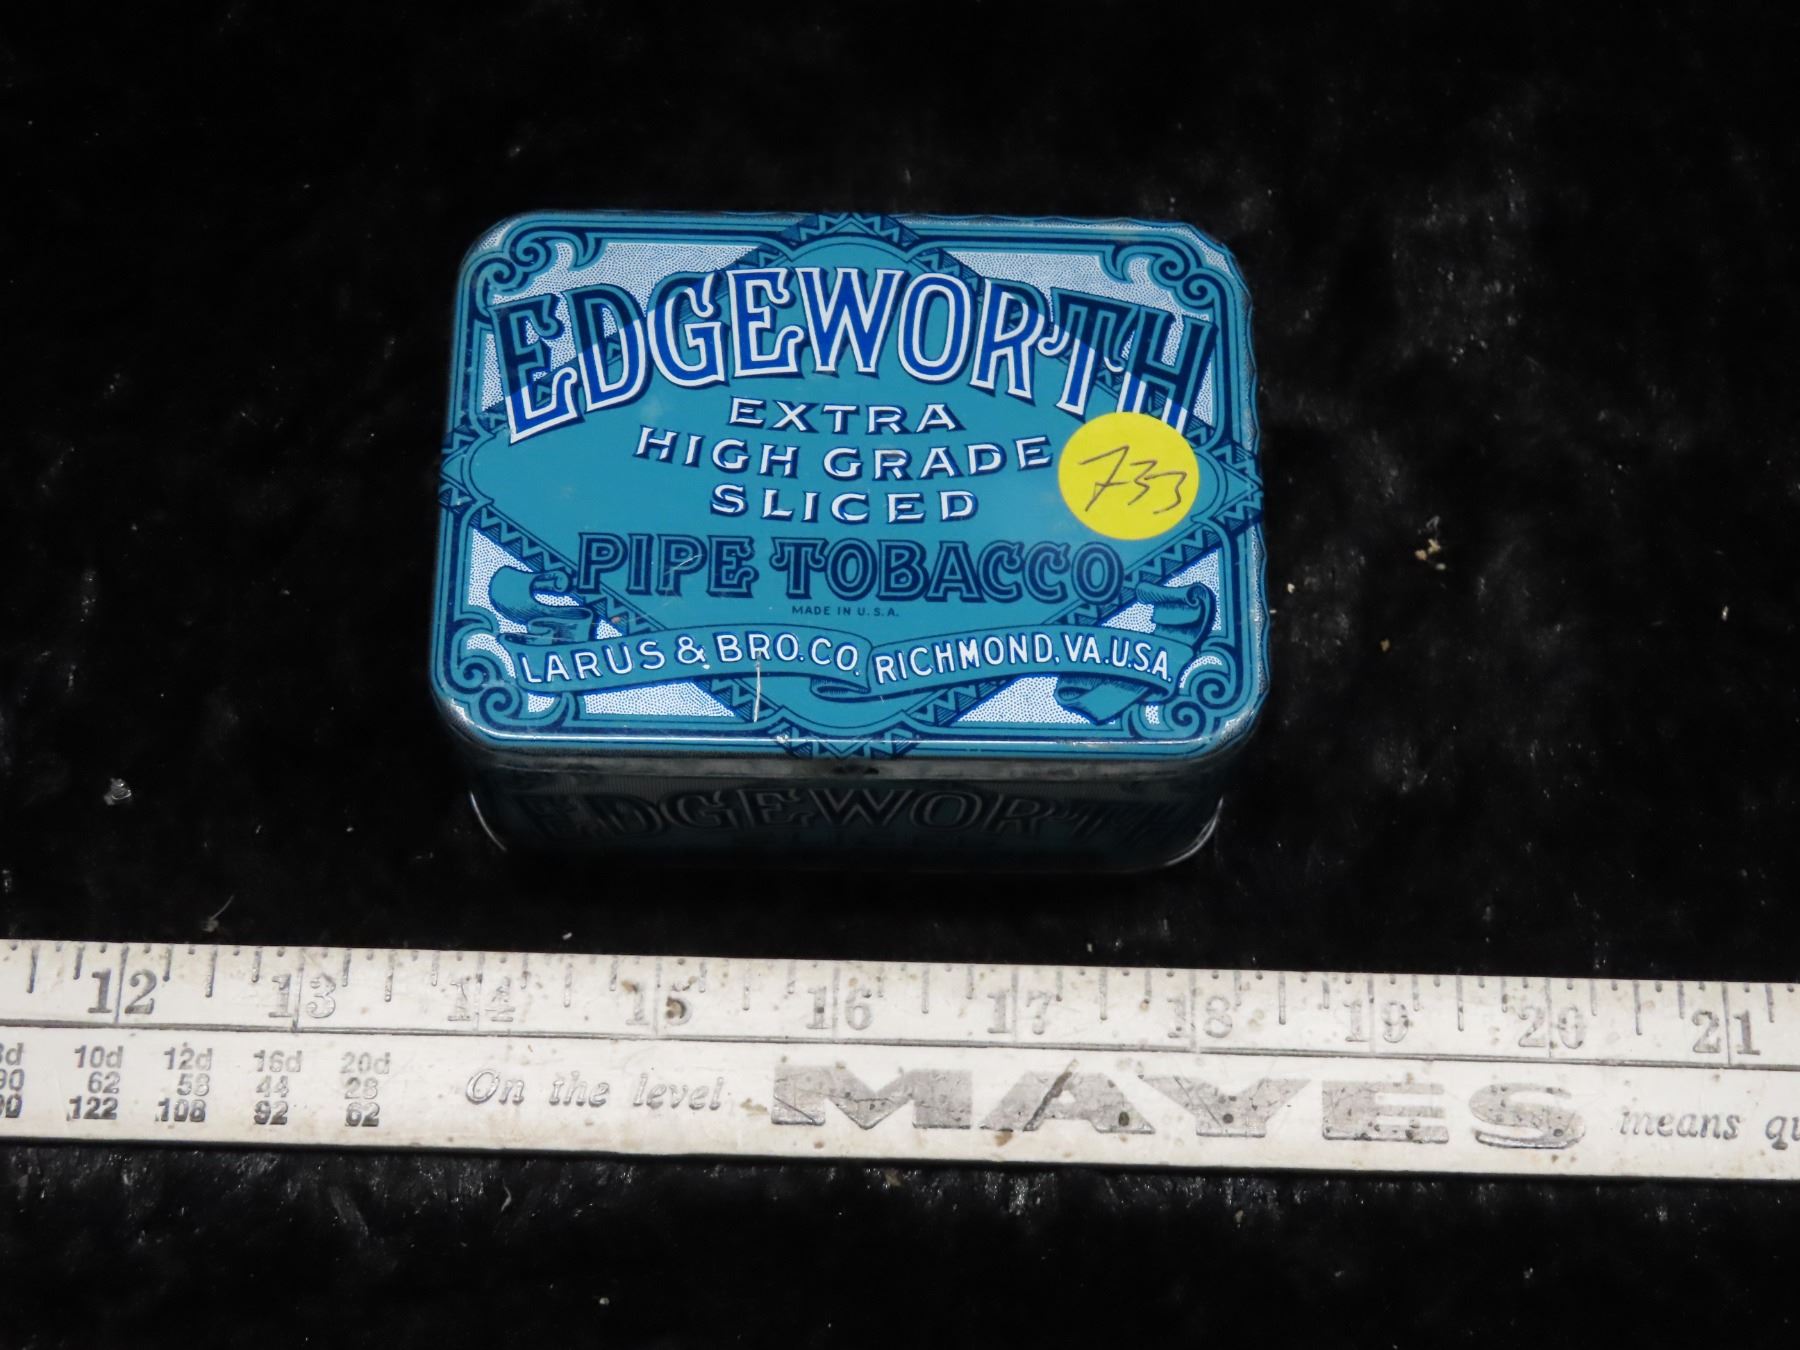 EDGEWORTH
EXTRA
HIGH GRADE
SLICED
733
PIPE TOBACCO
MADE IN U.S.A.
LARUS & BRO. CO. RICHMOND, VA. U.S.A.
EDGEWORTH
12 13 14 15 16 17 18 19 20 21
10d 12d 16d 20d
62 58 44 28
122 108 92 62
On the level MAYES means